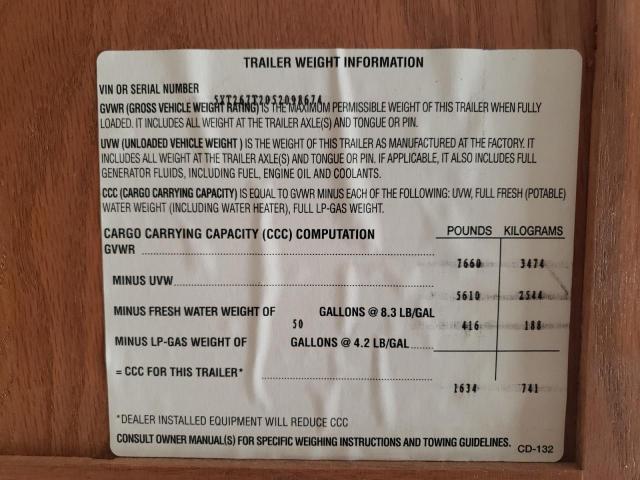 TRAILER WEIGHT INFORMATION
VIN OR SERIAL NUMBER
GVWR (GROSS VEHICLE WEIGHT RATING) IS THE MAXIMUM PERMISSIBLE WEIGHT OF THIS TRAILER WHEN FULLY
LOADED. IT INCLUDES ALL WEIGHT AT THE TRAILER AXLE(S) AND TONGUE OR PIN.
UVW (UNLOADED VEHICLE WEIGHT ) IS THE WEIGHT OF THIS TRAILER AS MANUFACTURED AT THE FACTORY. IT
INCLUDES ALL WEIGHT AT THE TRAILER AXLE(S) AND TONGUE OR PIN. IF APPLICABLE, IT ALSO INCLUDES FULL
GENERATOR FLUIDS, INCLUDING FUEL, ENGINE OIL AND COOLANTS.
CCC (CARGO CARRYING CAPACITY) IS EQUAL TO GVWR MINUS EACH OF THE FOLLOWING: UVW, FULL FRESH (POTABLE)
WATER WEIGHT (INCLUDING WATER HEATER), FULL LP-GAS WEIGHT.
CARGO CARRYING CAPACITY (CCC) COMPUTATION POUNDS KILOGRAMS
GVWR
7660 3474
MINUS UVW
5610 2544
MINUS FRESH WATER WEIGHT OF GALLONS @ 8.3 LB/GAL
50 416 188
MINUS LP-GAS WEIGHT OF GALLONS @ 4.2 LB/GAL
= CCC FOR THIS TRAILER*
1634 741
*DEALER INSTALLED EQUIPMENT WILL REDUCE CCC
CONSULT OWNER MANUAL(S) FOR SPECIFIC WEIGHING INSTRUCTIONS AND TOWING GUIDELINES. CD-132